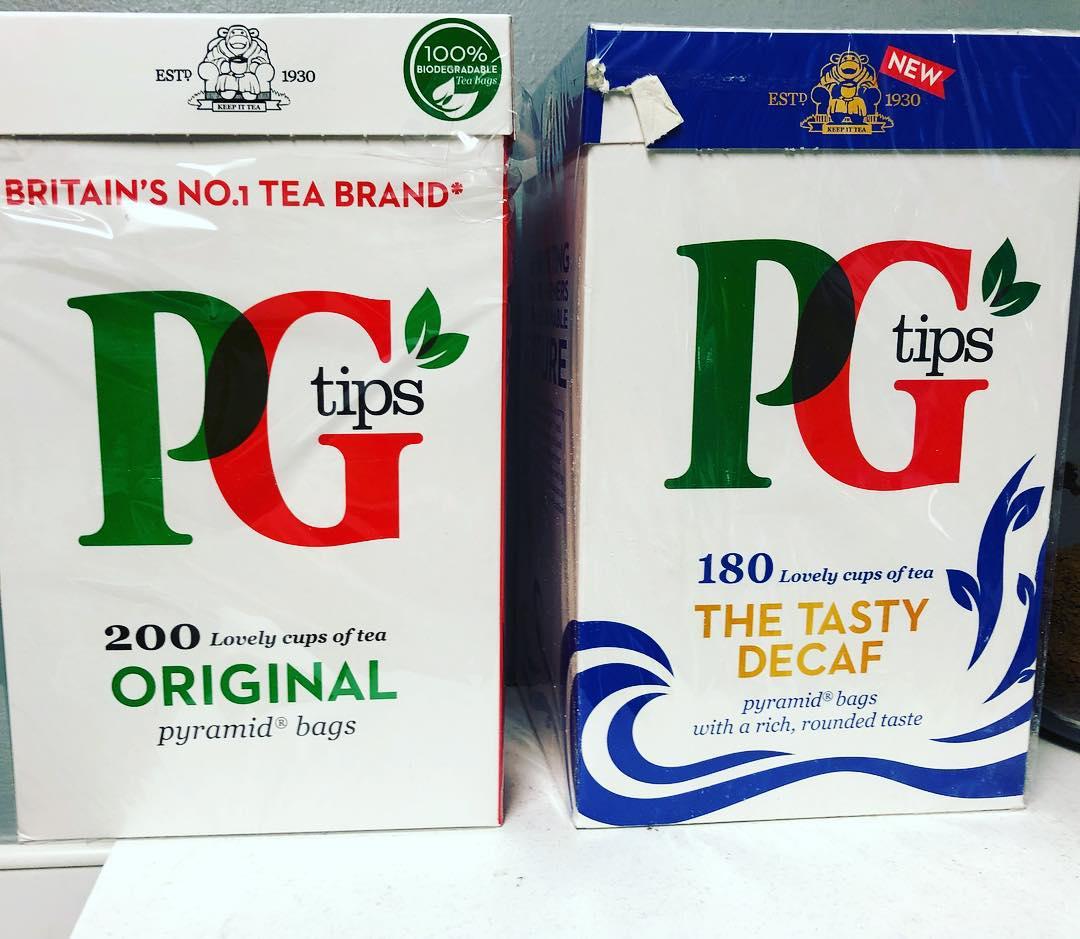 ESTD 1930
KEEP IT TEA
100%
BIODEGRADABLE
Tea bags
BRITAIN'S NO.1 TEA BRAND*
PG
tips
200 Lovely cups of tea
ORIGINAL
pyramid® bags
NEW
ESTD 1930
KEEP IT TEA
PG
tips
180 Lovely cups of tea
THE TASTY
DECAF
pyramid® bags
with a rich, rounded taste